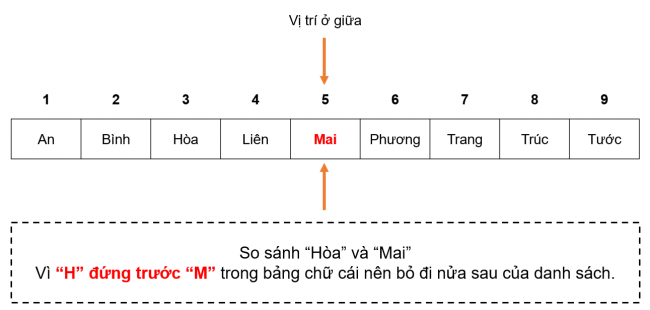 Vị trí ở giữa
1 2 3 4 5 6 7 8 9
An Bình Hòa Liên Mai Phương Trang Trúc Tước
So sánh “Hòa” và “Mai”
Vì “H” đứng trước “M” trong bảng chữ cái nên bỏ đi nửa sau của danh sách.